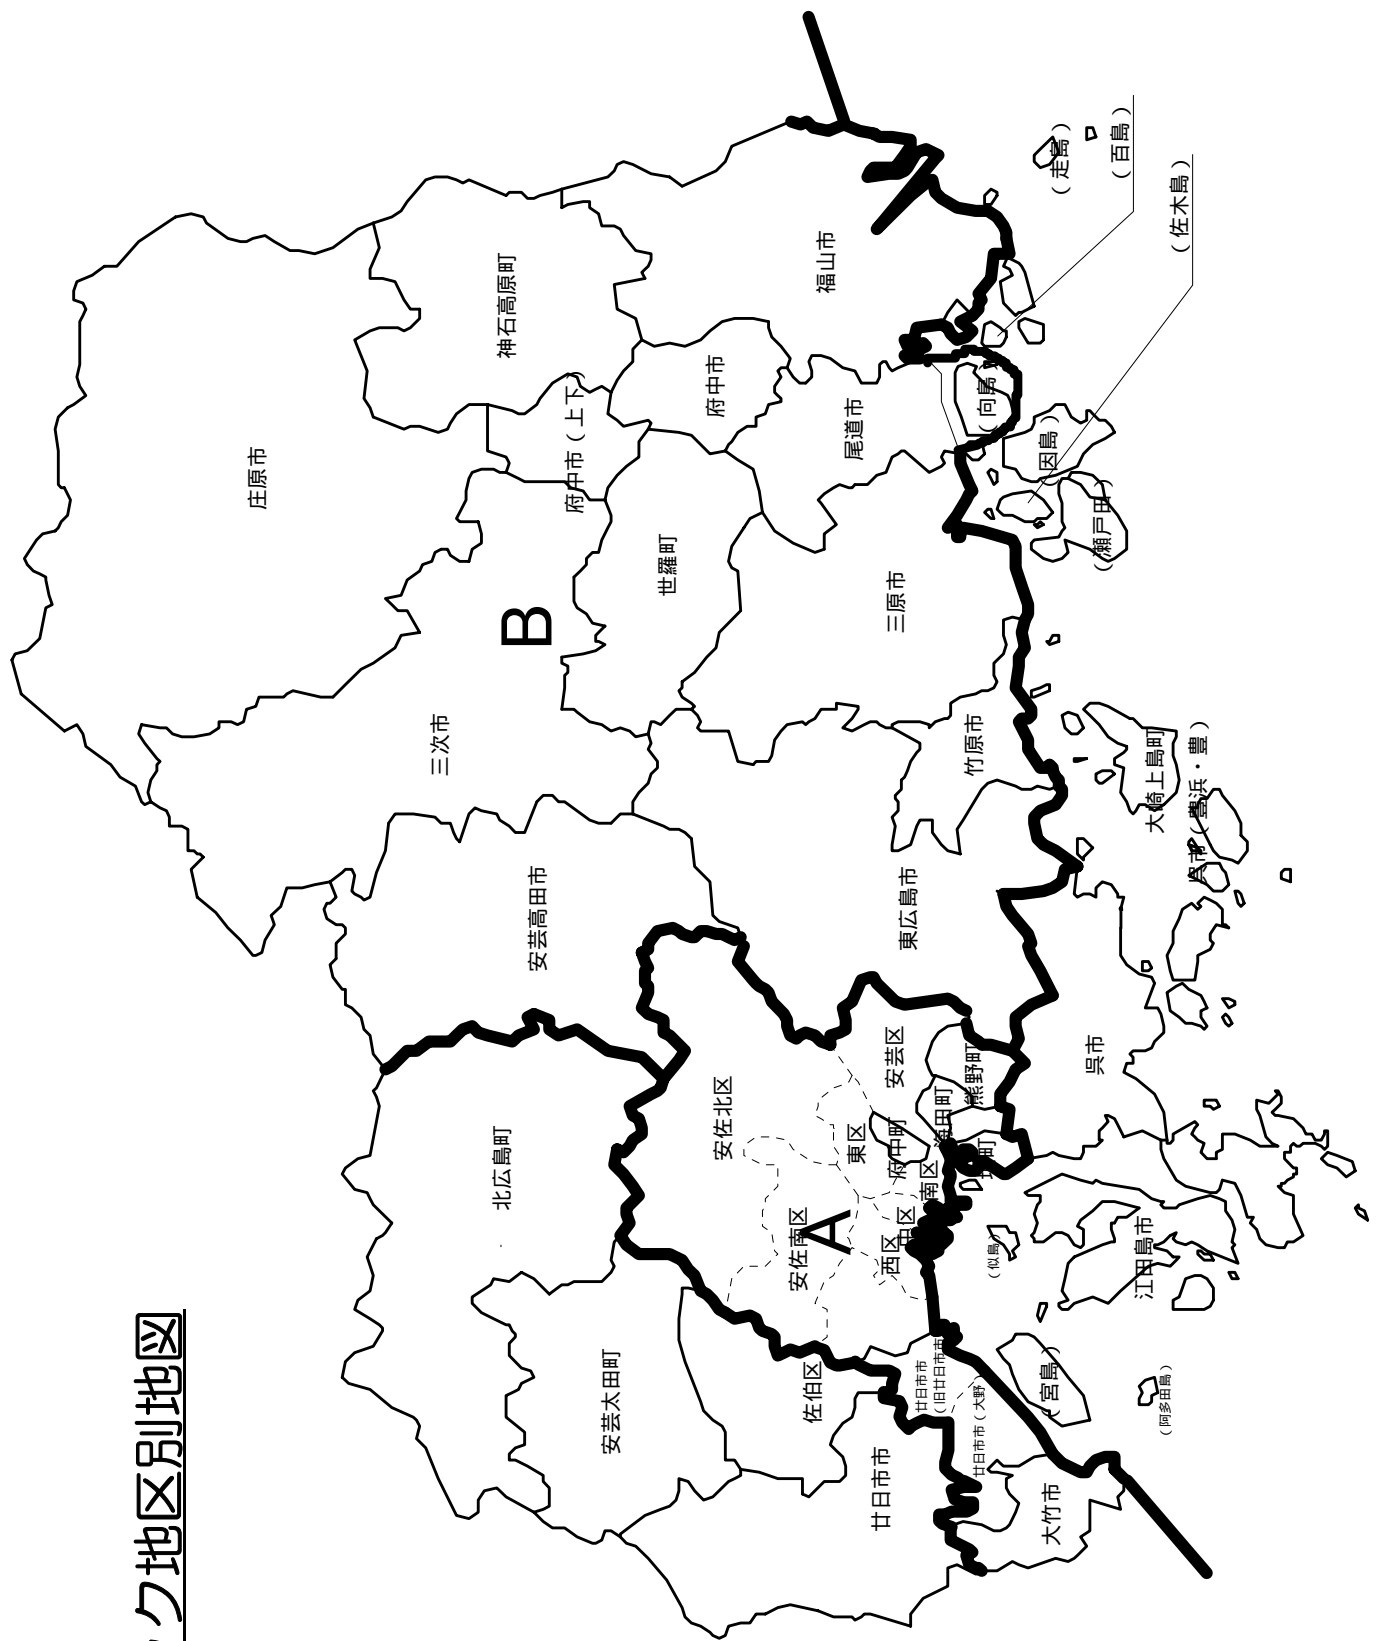 ク地区別地図
庄原市
神石高原町
福山市
府中市
府中市（上下）
尾道市
（向島）
（走島）
（百島）
（佐木島）
（因島）
（瀬戸田）
世羅町
三原市
B
三次市
竹原市
大崎上島町
呉市（豊浜・豊）
安芸高田市
東広島市
呉市
安芸区
熊野町
海田町
府中町
坂町
東区
安佐北区
北広島町
安佐南区
A
南区
中区
西区
（似島）
江田島市
佐伯区
安芸太田町
廿日市市
（旧廿日市市）
廿日市市（大野）
（宮島）
（阿多田島）
廿日市市
大竹市